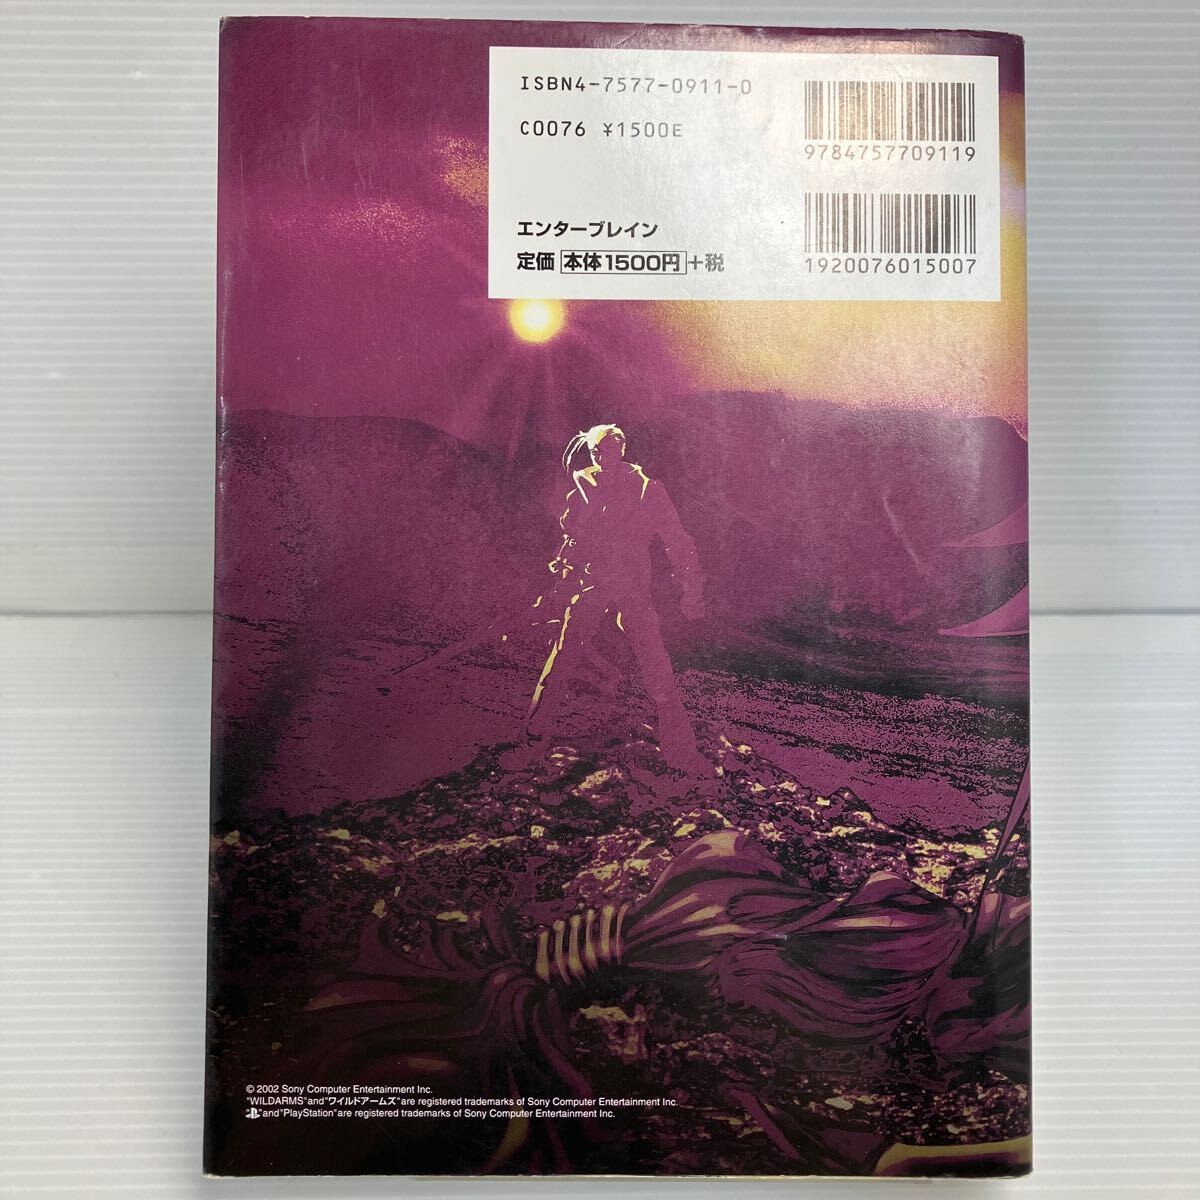 ISBN4-7577-0911-0
C0076 ¥1500E
9784757709119
エンターブレイン
定価 本体1500円+税
1920076015007
© 2002 Sony Computer Entertainment Inc.
"WILDARMS"and"ワイルドアームズ"are registered trademarks of Sony Computer Entertainment Inc.
"and"PlayStation"are registered trademarks of Sony Computer Entertainment Inc.